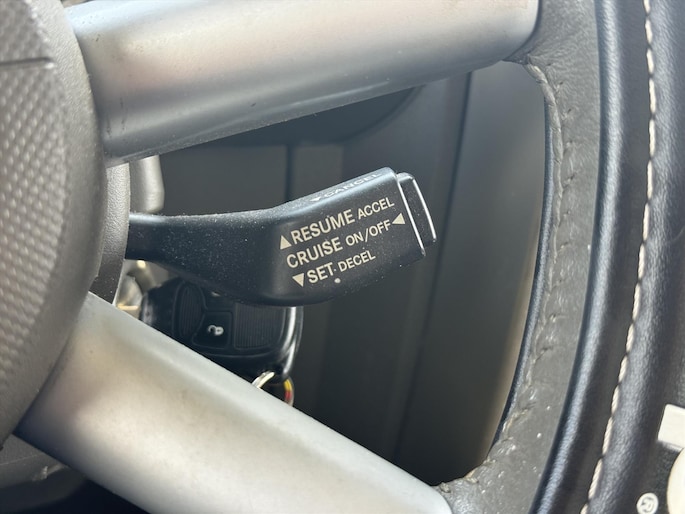 ▼CANCEL
▲RESUME ACCEL
CRUISE ON/OFF◀
▼SET DECEL
®